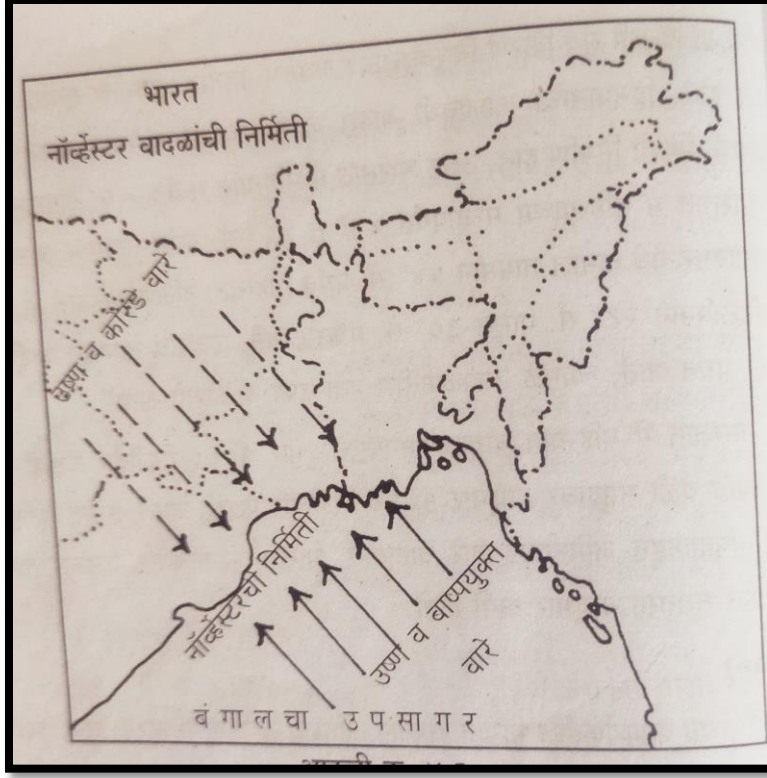 भारत
नॉर्व्हेस्टर वादळांची निर्मिती
उष्ण व कोरडे वारे
नॉर्व्हेस्टरची निर्मिती
उष्ण व बाष्पयुक्त
वारे
बंगालचा उपसागर